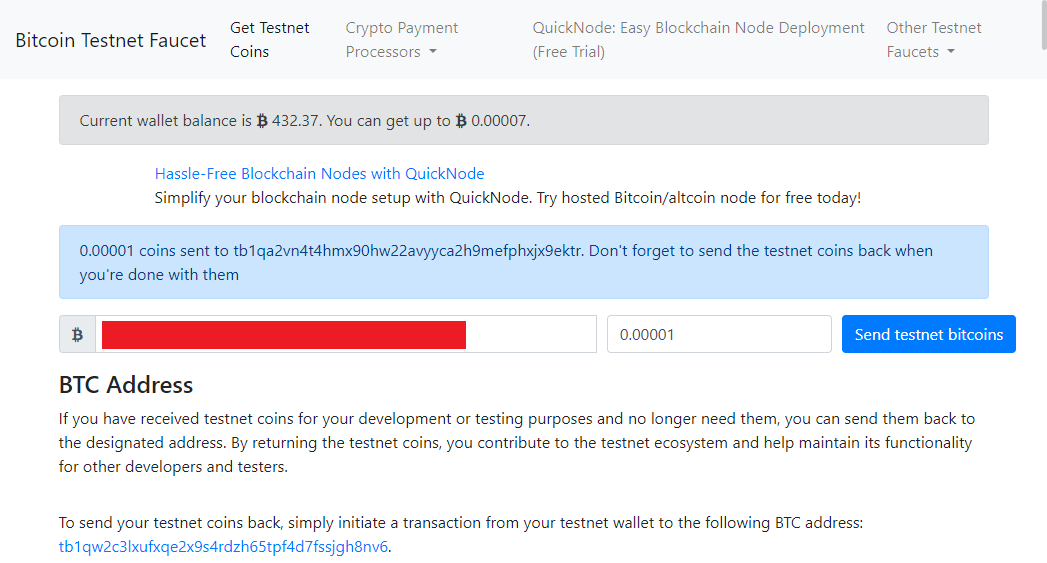 Bitcoin Testnet Faucet
Get Testnet
Coins
Crypto Payment
Processors
QuickNode: Easy Blockchain Node Deployment
(Free Trial)
Other Testnet
Faucets
Current wallet balance is ₿ 432.37. You can get up to ₿ 0.00007.
Hassle-Free Blockchain Nodes with QuickNode
Simplify your blockchain node setup with QuickNode. Try hosted Bitcoin/altcoin node for free today!
0.00001 coins sent to tb1qa2vn4t4hmx90hw22avyyca2h9mefphxjx9ektr. Don't forget to send the testnet coins back when
you're done with them
₿
0.00001
Send testnet bitcoins
BTC Address
If you have received testnet coins for your development or testing purposes and no longer need them, you can send them back to
the designated address. By returning the testnet coins, you contribute to the testnet ecosystem and help maintain its functionality
for other developers and testers.
To send your testnet coins back, simply initiate a transaction from your testnet wallet to the following BTC address:
tb1qw2c3lxufxqe2x9s4rdzh65tpf4d7fssjgh8nv6.